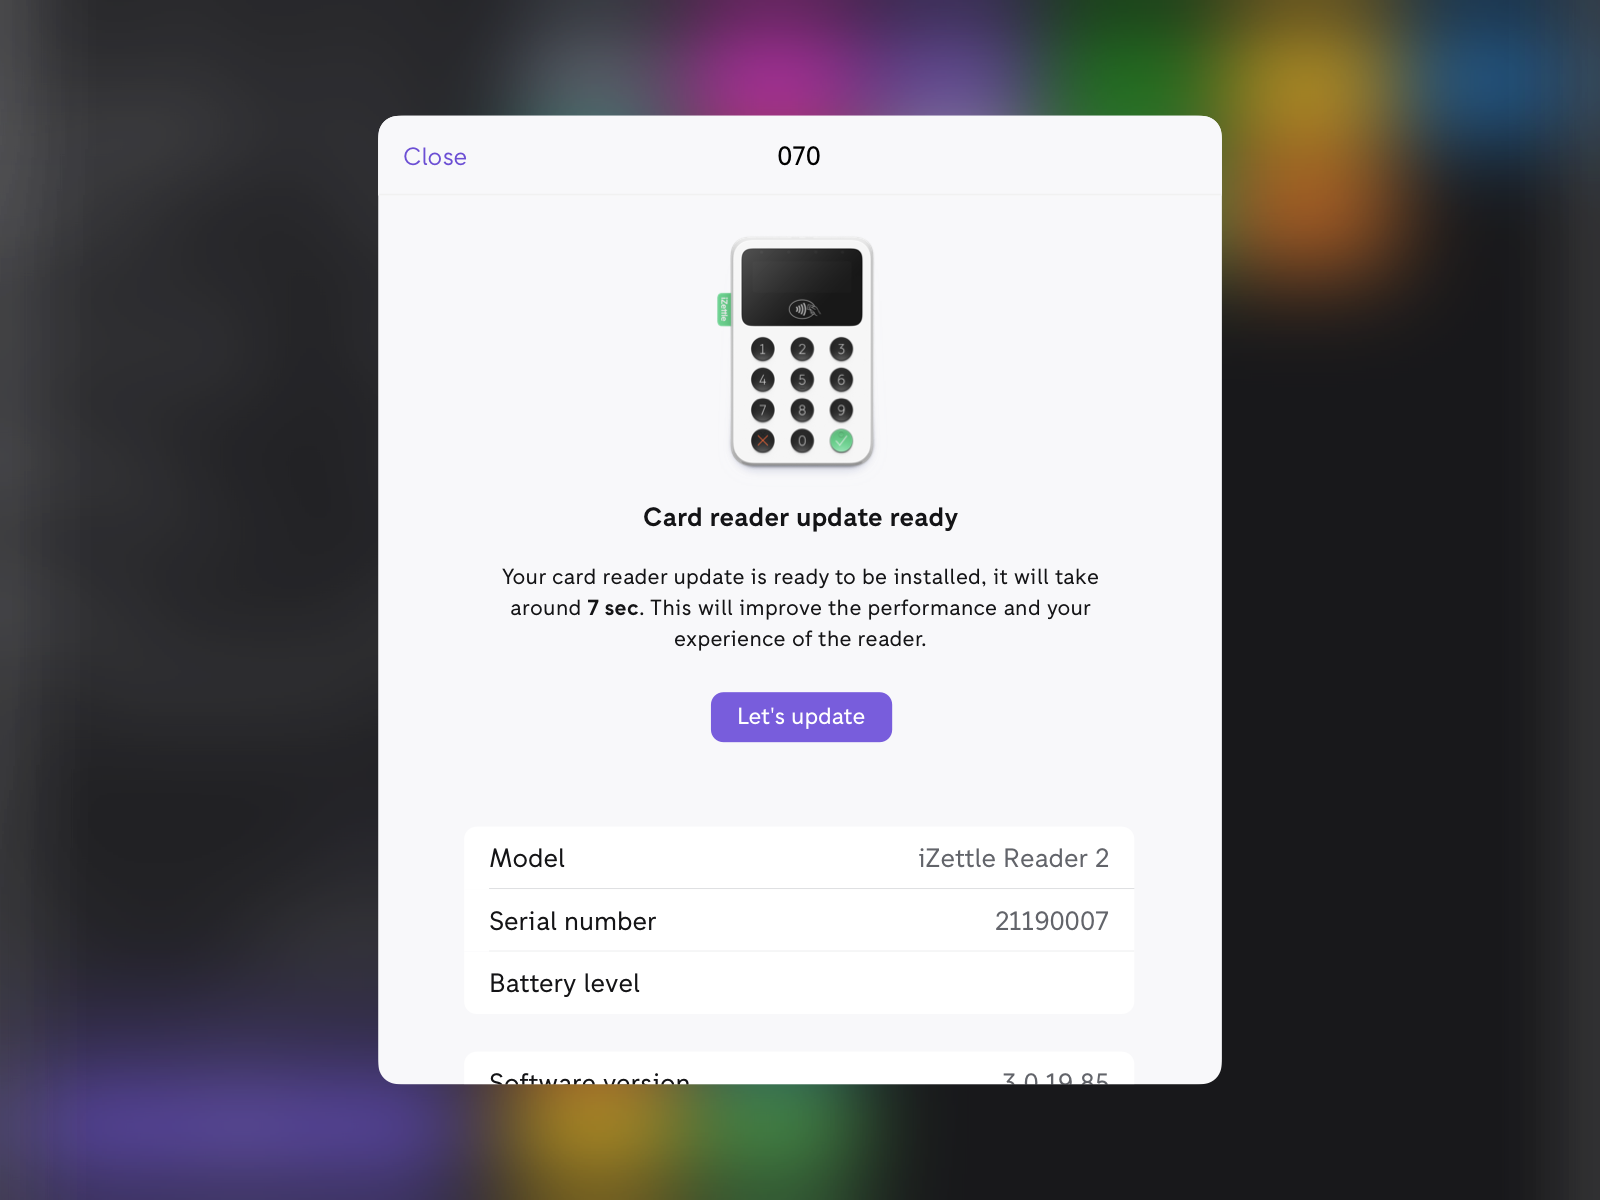 Close
070
iZettle
1 2 3
4 5 6
7 8 9
0
Card reader update ready
Your card reader update is ready to be installed, it will take
around 7 sec. This will improve the performance and your
experience of the reader.
Let's update
Model iZettle Reader 2
Serial number 21190007
Battery level
Software version 3.0.19.85